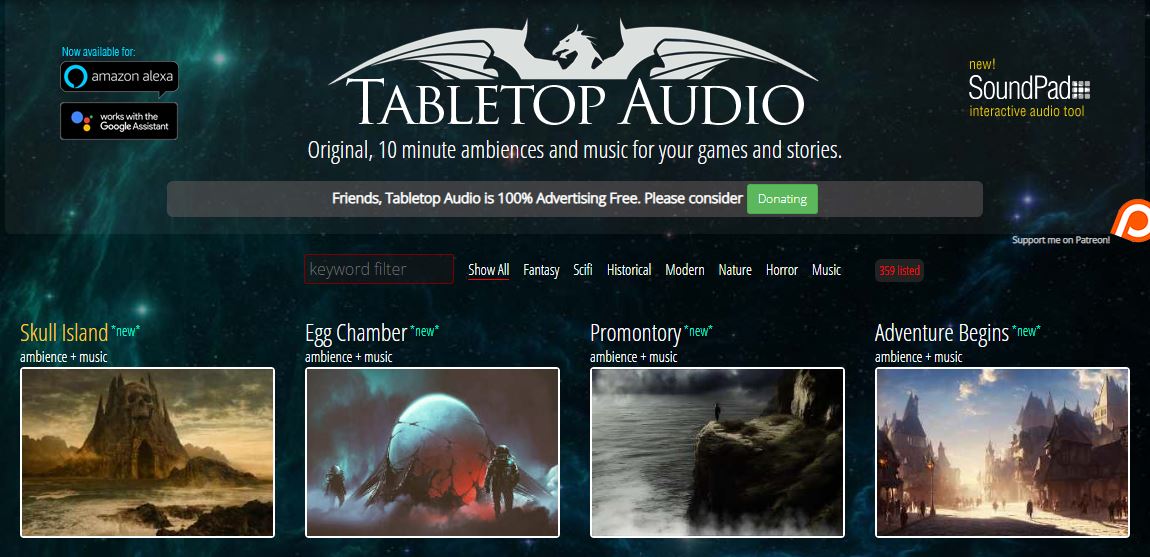 Now available for:
amazon alexa
works with the
Google Assistant
TABLETOP AUDIO
Original, 10 minute ambiences and music for your games and stories.
new!
SoundPad
interactive audio tool
Friends, Tabletop Audio is 100% Advertising Free. Please consider Donating
Support me on Patreon!
keyword filter Show All Fantasy Scifi Historical Modern Nature Horror Music 359 listed
Skull Island *new*
ambience + music
Egg Chamber *new*
ambience + music
Promontory *new*
ambience + music
Adventure Begins *new*
ambience + music